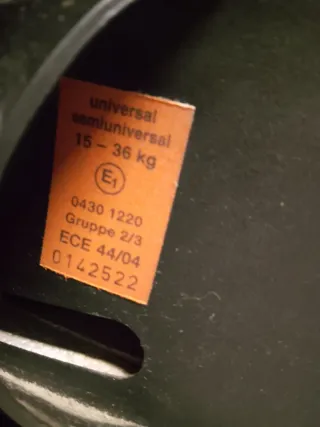 universal
semiuniversal
15 - 36 kg
E1
0430 1220
Gruppe 2/3
ECE 44/04
0142522